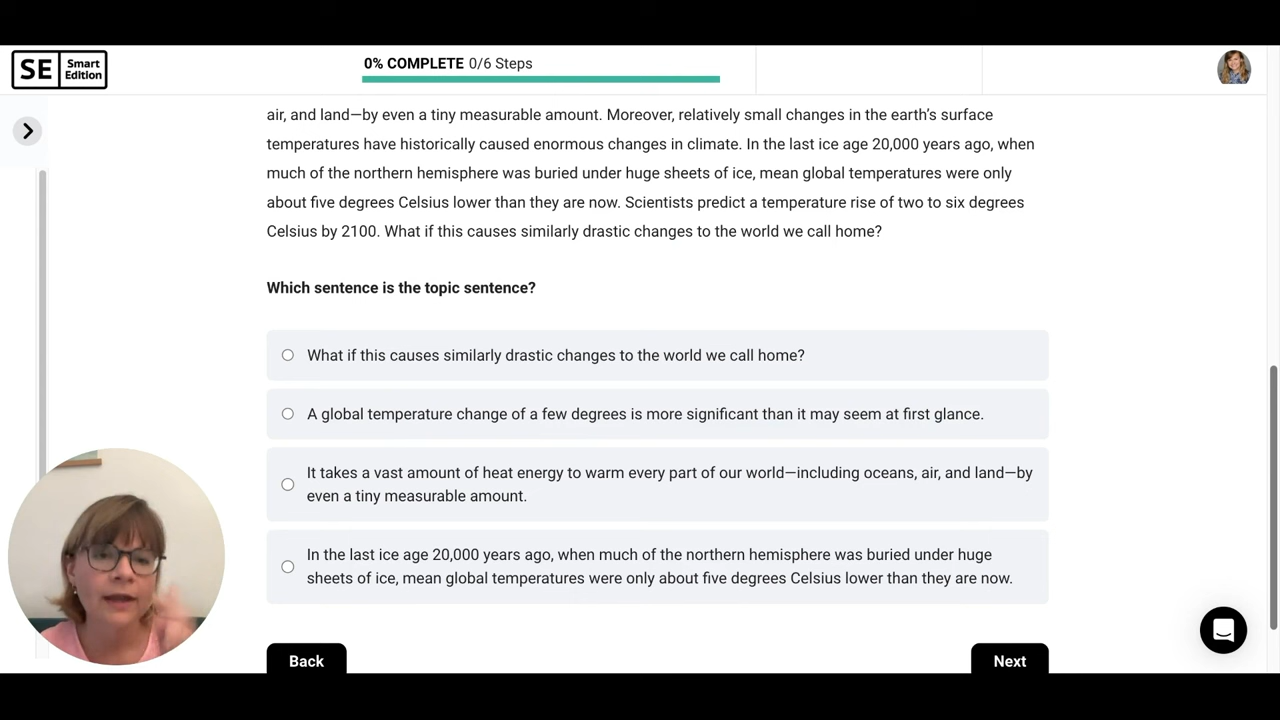 SE Smart
Edition
0% COMPLETE 0/6 Steps
air, and land—by even a tiny measurable amount. Moreover, relatively small changes in the earth’s surface
temperatures have historically caused enormous changes in climate. In the last ice age 20,000 years ago, when
much of the northern hemisphere was buried under huge sheets of ice, mean global temperatures were only
about five degrees Celsius lower than they are now. Scientists predict a temperature rise of two to six degrees
Celsius by 2100. What if this causes similarly drastic changes to the world we call home?
Which sentence is the topic sentence?
What if this causes similarly drastic changes to the world we call home?
A global temperature change of a few degrees is more significant than it may seem at first glance.
It takes a vast amount of heat energy to warm every part of our world—including oceans, air, and land—by
even a tiny measurable amount.
In the last ice age 20,000 years ago, when much of the northern hemisphere was buried under huge
sheets of ice, mean global temperatures were only about five degrees Celsius lower than they are now.
Back
Next